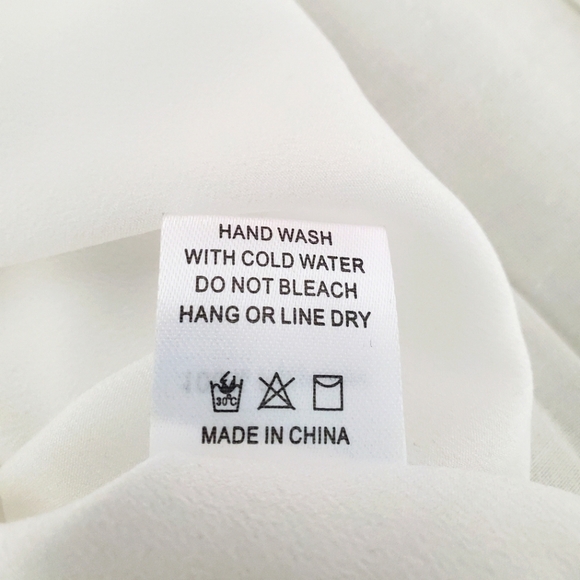 HAND WASH
WITH COLD WATER
DO NOT BLEACH
HANG OR LINE DRY
30°C
MADE IN CHINA